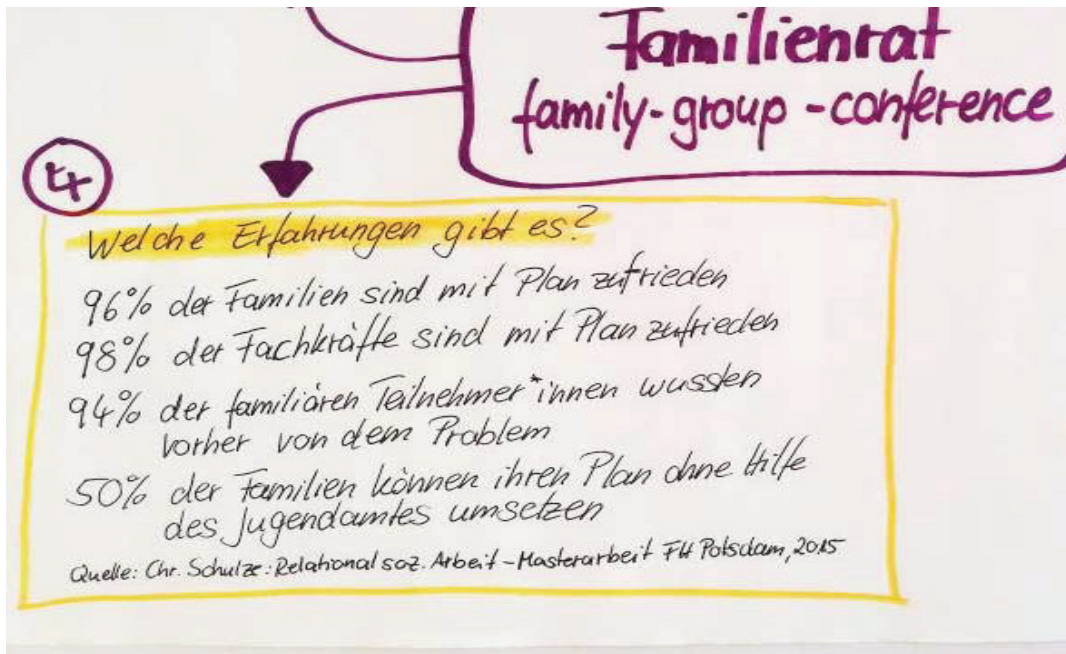 Familienrat
family-group-conference
4
Welche Erfahrungen gibt es?
96% der Familien sind mit Plan zufrieden
98% der Fachkräfte sind mit Plan zufrieden
94% der familiären Teilnehmer*innen wussten
vorher von dem Problem
50% der Familien können ihren Plan ohne Hilfe
des Jugendamtes umsetzen
Quelle: Chr. Schulze: Relational soz. Arbeit - Masterarbeit FH Potsdam, 2015